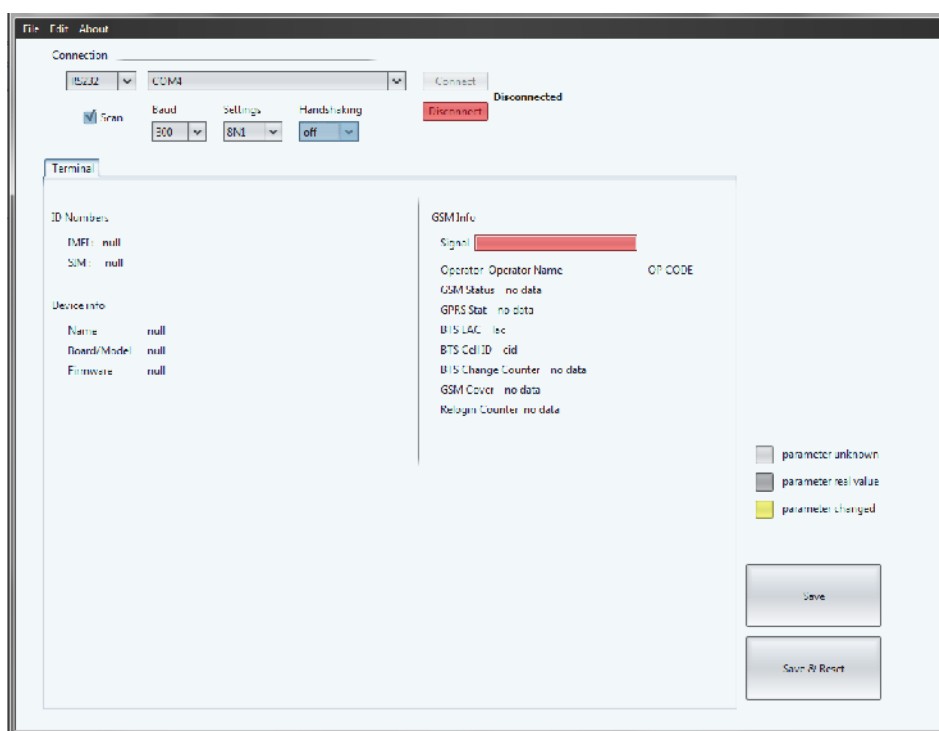 File Edit About
Connection
RS232 COM4 Connect
Disconnected
Scan Baud Settings Handshaking Disconnect
300 8N1 off
Terminal
ID Numbers
IMEI : null
SIM : null
Device info
Name null
Board/Model null
Firmware null
GSM Info
Signal
Operator Operator Name OP CODE
GSM Status no data
GPRS Stat no data
BTS LAC lac
BTS Cell ID cid
BTS Change Counter no data
GSM Cover no data
Relogin Counter no data
parameter unknown
parameter real value
parameter changed
Save
Save & Reset